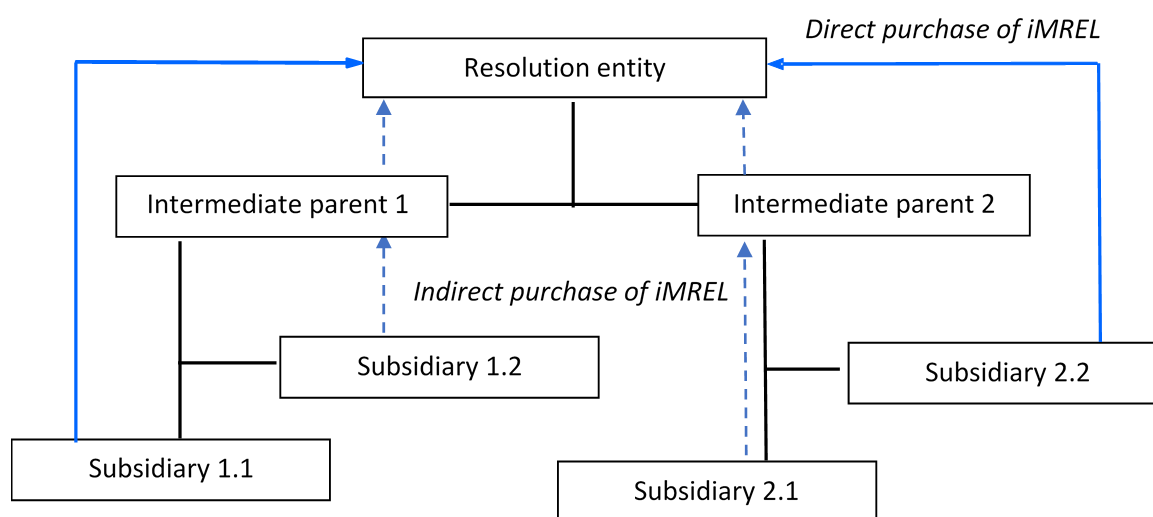 Direct purchase of iMREL
Resolution entity
Intermediate parent 1
Intermediate parent 2
Indirect purchase of iMREL
Subsidiary 1.2
Subsidiary 2.2
Subsidiary 1.1
Subsidiary 2.1